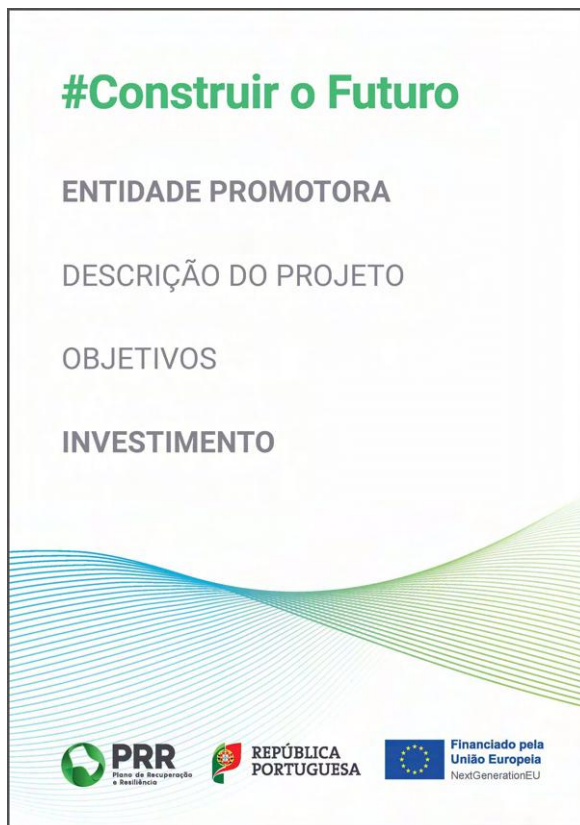 #Construir o Futuro
ENTIDADE PROMOTORA
DESCRIÇÃO DO PROJETO
OBJETIVOS
INVESTIMENTO
PRR
Plano de Recuperação
e Resiliência
REPÚBLICA
PORTUGUESA
Financiado pela
União Europeia
NextGenerationEU